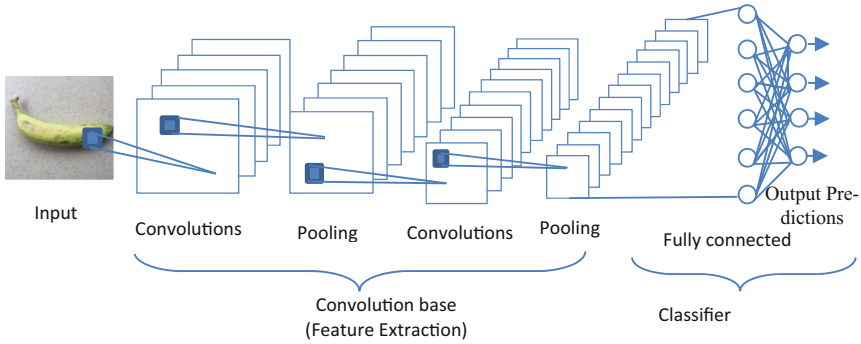 Input
Convolutions
Pooling
Convolutions
Pooling
Fully connected
Output Pre-
dictions
Convolution base
(Feature Extraction)
Classifier